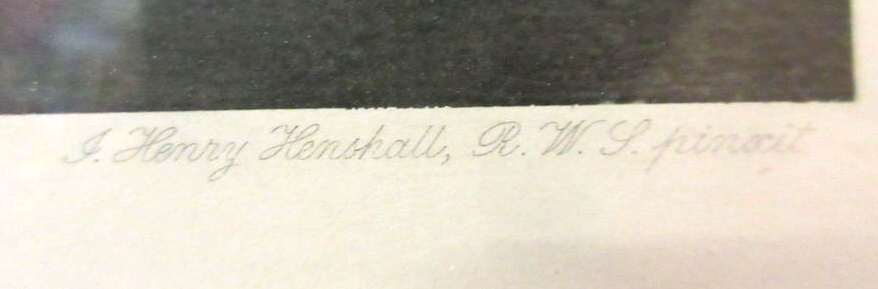 J. Henry Henshall, R. W. S. pinxit